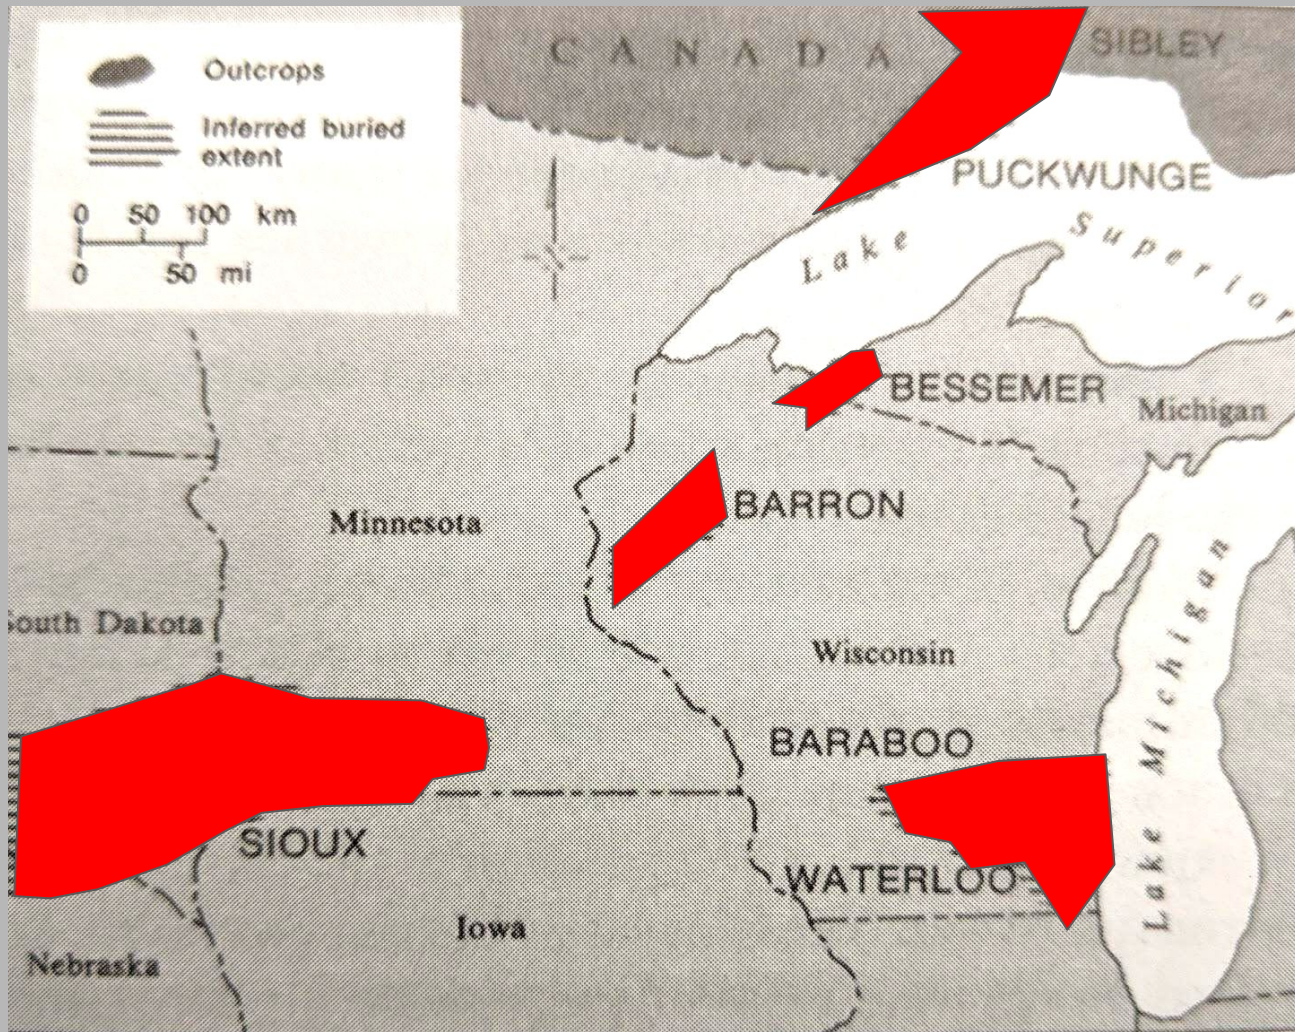 CANADA
SIBLEY
Outcrops
Inferred buried
extent
0 50 100 km
0 50 mi
PUCKWUNGE
Lake Superior
BESSEMER
Michigan
BARRON
Minnesota
South Dakota
Wisconsin
Lake Michigan
BARABOO
SIOUX
WATERLOO
Iowa
Nebraska